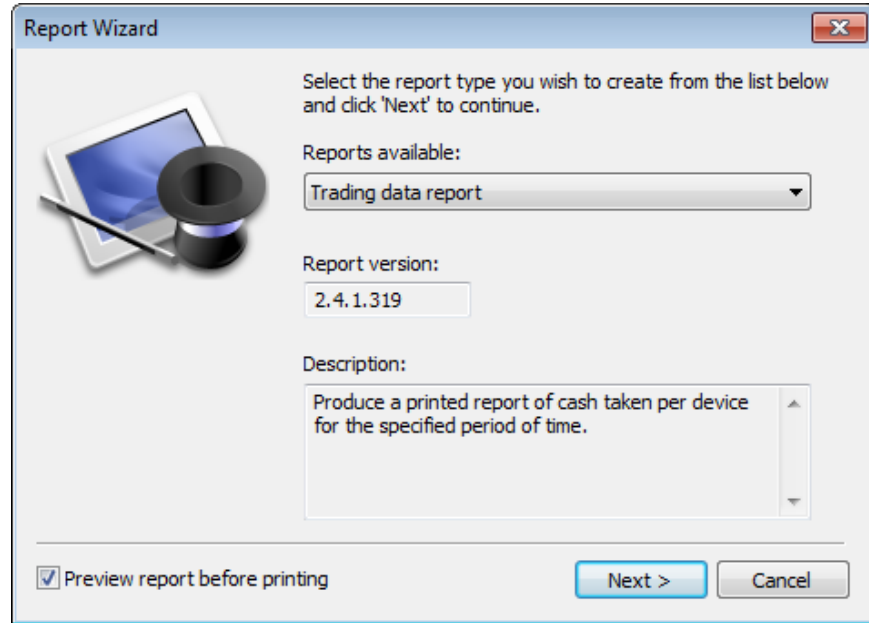 Report Wizard
Select the report type you wish to create from the list below
and click 'Next' to continue.
Reports available:
Trading data report
Report version:
2.4.1.319
Description:
Produce a printed report of cash taken per device
for the specified period of time.
Preview report before printing
Next >
Cancel